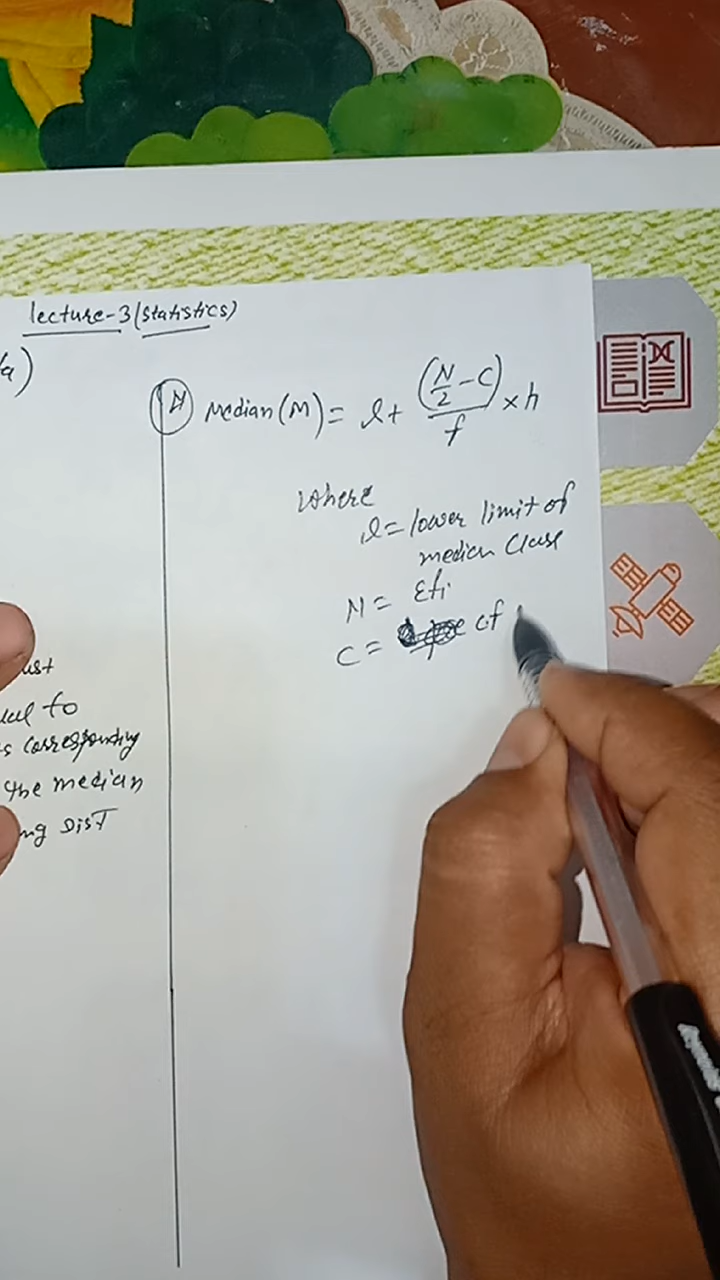 lecture-3(statistics)
a)
Median(M) = l + (N/2 - C)/f × h
where
l = lower limit of
median class
N = Σfi
C = c.f
ust
ual to
s corresponding
the median
ng DisT